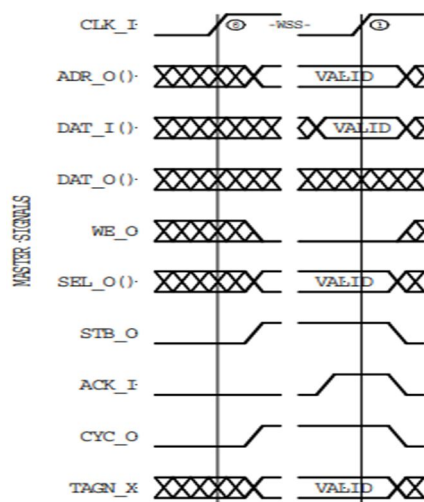 CLK_I
0 -WSS- 1
ADR_O() VALID
DAT_I() VALID
DAT_O()
MASTER SIGNALS
WE_O
SEL_O() VALID
STB_O
ACK_I
CYC_O
TAGN_X VALID